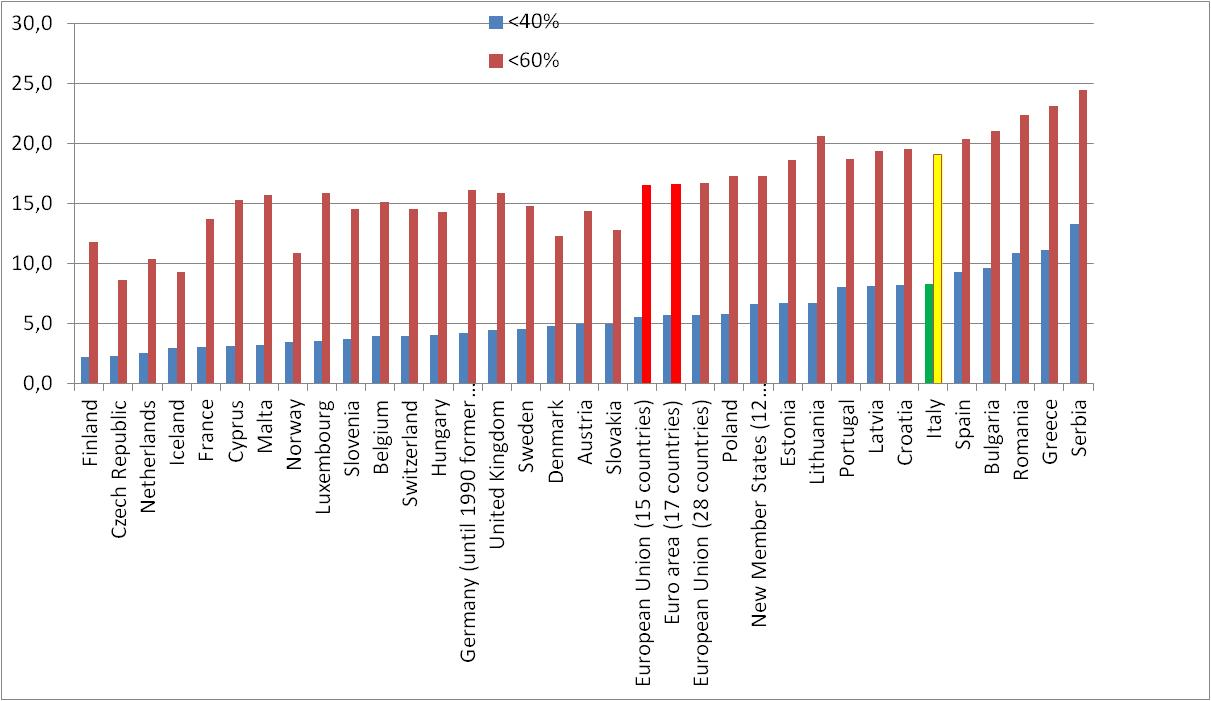 30,0
25,0
20,0
15,0
10,0
5,0
0,0
<40%
<60%
Finland
Czech Republic
Netherlands
Iceland
France
Cyprus
Malta
Norway
Luxembourg
Slovenia
Belgium
Switzerland
Hungary
Germany (until 1990 former…
United Kingdom
Sweden
Denmark
Austria
Slovakia
European Union (15 countries)
Euro area (17 countries)
European Union (28 countries)
Poland
New Member States (12…
Estonia
Lithuania
Portugal
Latvia
Croatia
Italy
Spain
Bulgaria
Romania
Greece
Serbia